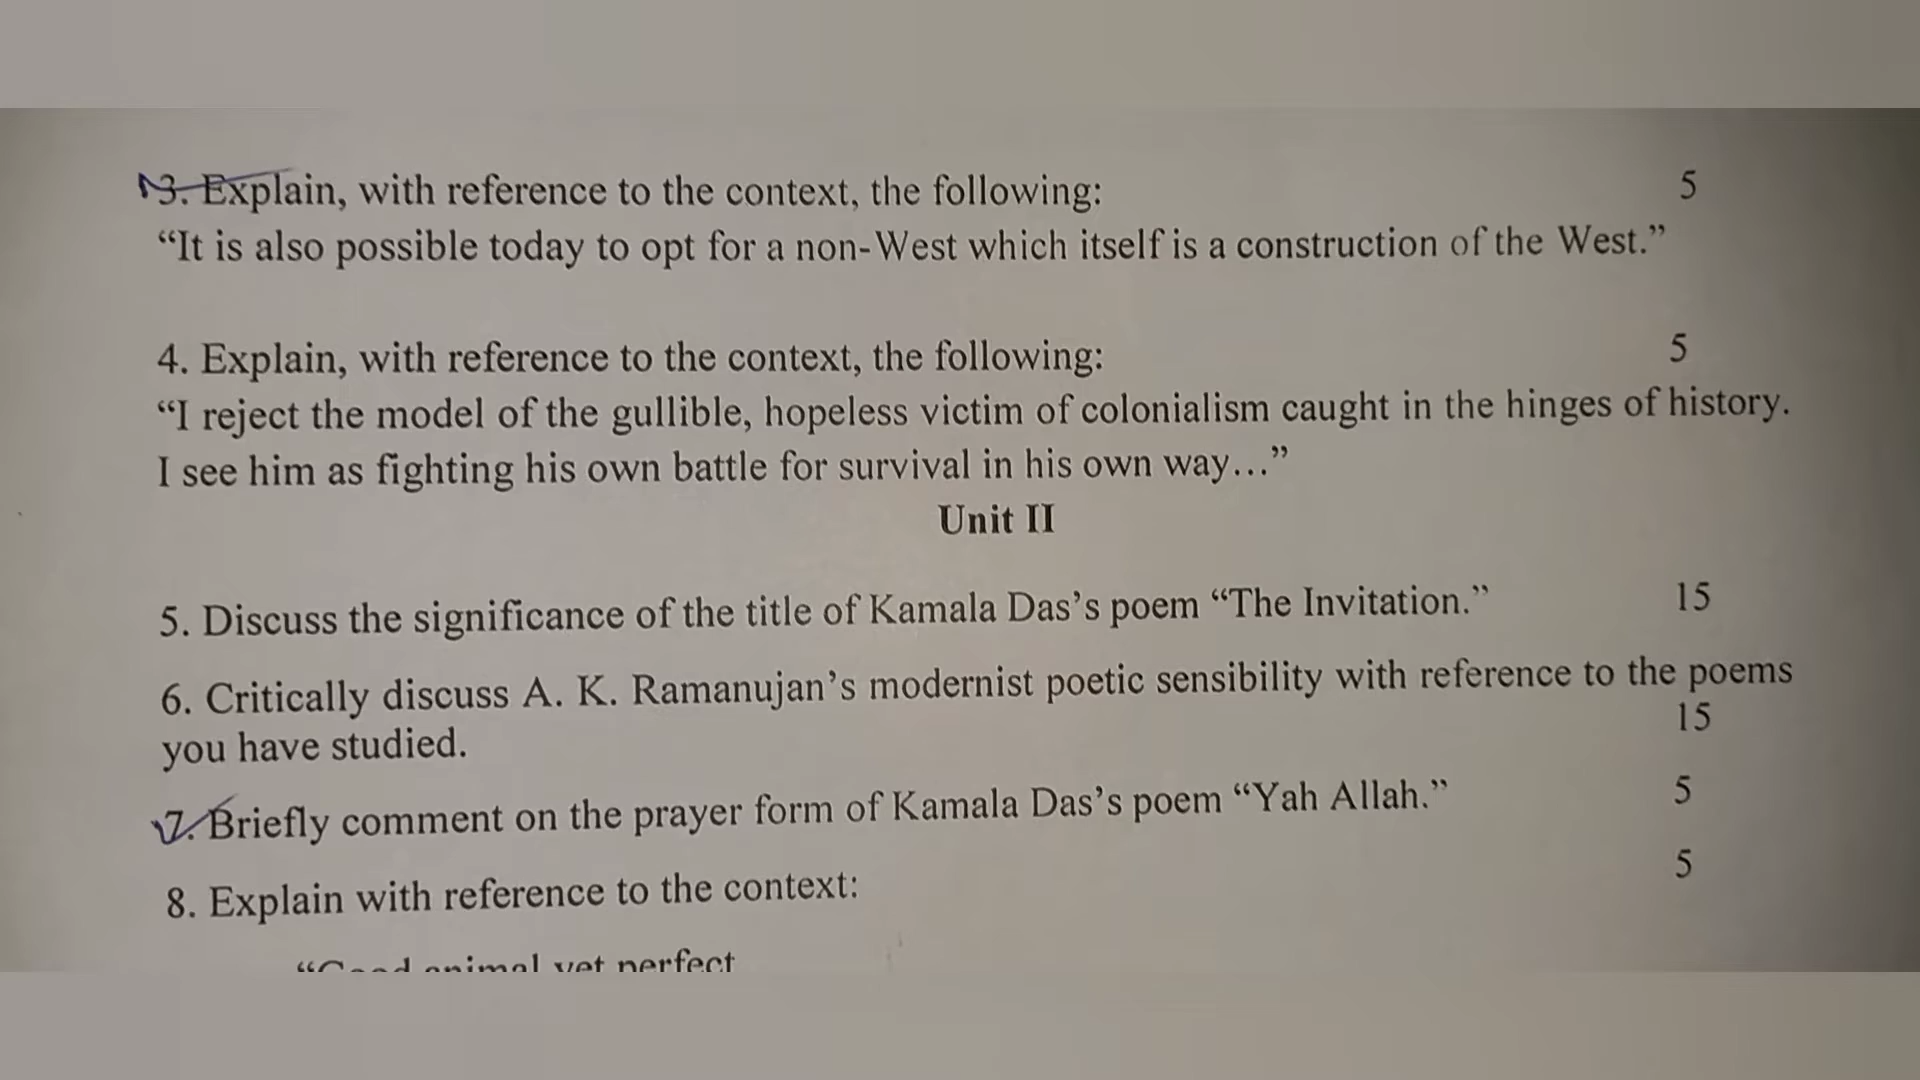 3. Explain, with reference to the context, the following: 5
“It is also possible today to opt for a non-West which itself is a construction of the West.”
4. Explain, with reference to the context, the following: 5
“I reject the model of the gullible, hopeless victim of colonialism caught in the hinges of history.
I see him as fighting his own battle for survival in his own way…”
Unit II
5. Discuss the significance of the title of Kamala Das’s poem “The Invitation.” 15
6. Critically discuss A. K. Ramanujan’s modernist poetic sensibility with reference to the poems
you have studied. 15
7. Briefly comment on the prayer form of Kamala Das’s poem “Yah Allah.” 5
8. Explain with reference to the context: 5
animal yet perfect